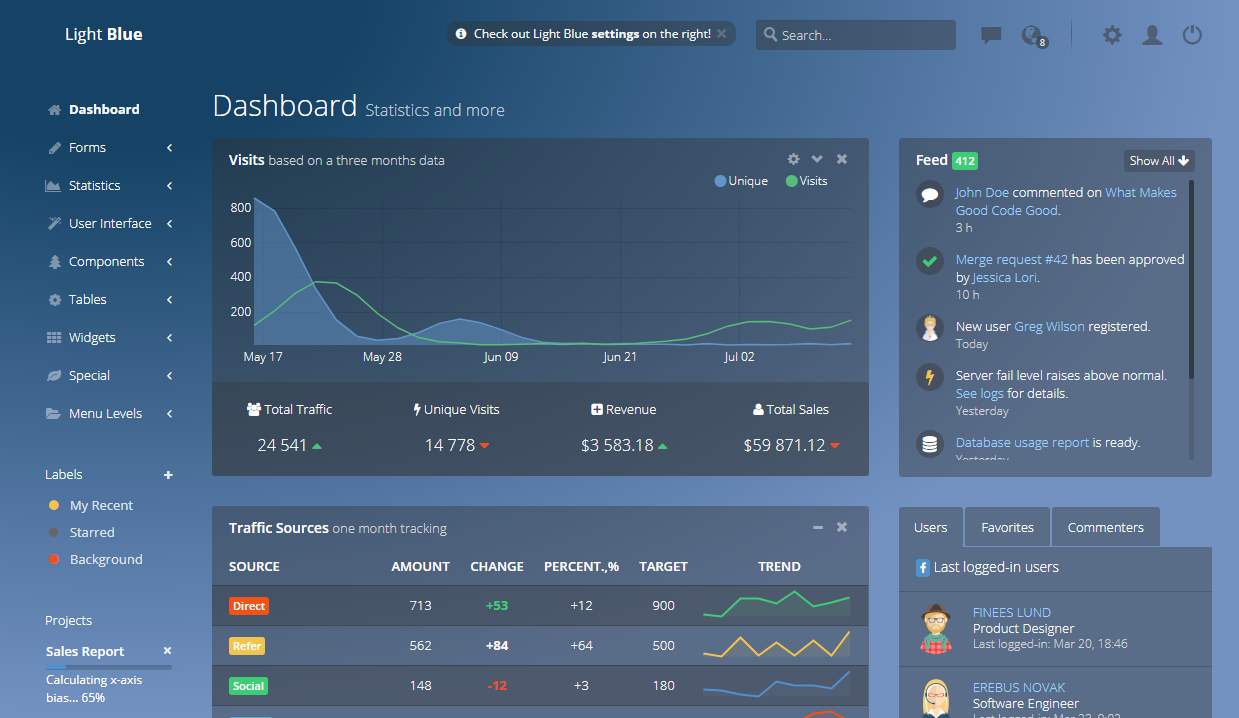 Light Blue
Check out Light Blue settings on the right!
Search...
8
Dashboard
Forms
Statistics
User Interface
Components
Tables
Widgets
Special
Menu Levels
Labels
My Recent
Starred
Background
Projects
Sales Report
Calculating x-axis
bias... 65%
Dashboard Statistics and more
Visits based on a three months data
Unique Visits
800
600
400
200
May 17 May 28 Jun 09 Jun 21 Jul 02
Total Traffic Unique Visits Revenue Total Sales
24 541 14 778 $3 583.18 $59 871.12
Traffic Sources one month tracking
SOURCE AMOUNT CHANGE PERCENT.,% TARGET TREND
Direct 713 +53 +12 900
Refer 562 +84 +64 500
Social 148 -12 +3 180
Feed 412 Show All
John Doe commented on What Makes
Good Code Good.
3 h
Merge request #42 has been approved
by Jessica Lori.
10 h
New user Greg Wilson registered.
Today
Server fail level raises above normal.
See logs for details.
Yesterday
Database usage report is ready.
Yesterday
Users Favorites Commenters
Last logged-in users
FINEES LUND
Product Designer
Last logged-in: Mar 20, 18:46
EREBUS NOVAK
Software Engineer
Last logged-in: Mar 23, 9:02